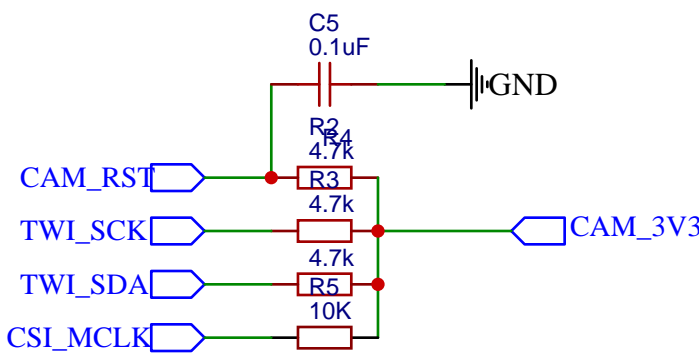 C5
0.1uF
GND
R2
R4
4.7k
CAM_RST
R3
4.7k
TWI_SCK
CAM_3V3
4.7k
TWI_SDA
R5
10K
CSI_MCLK